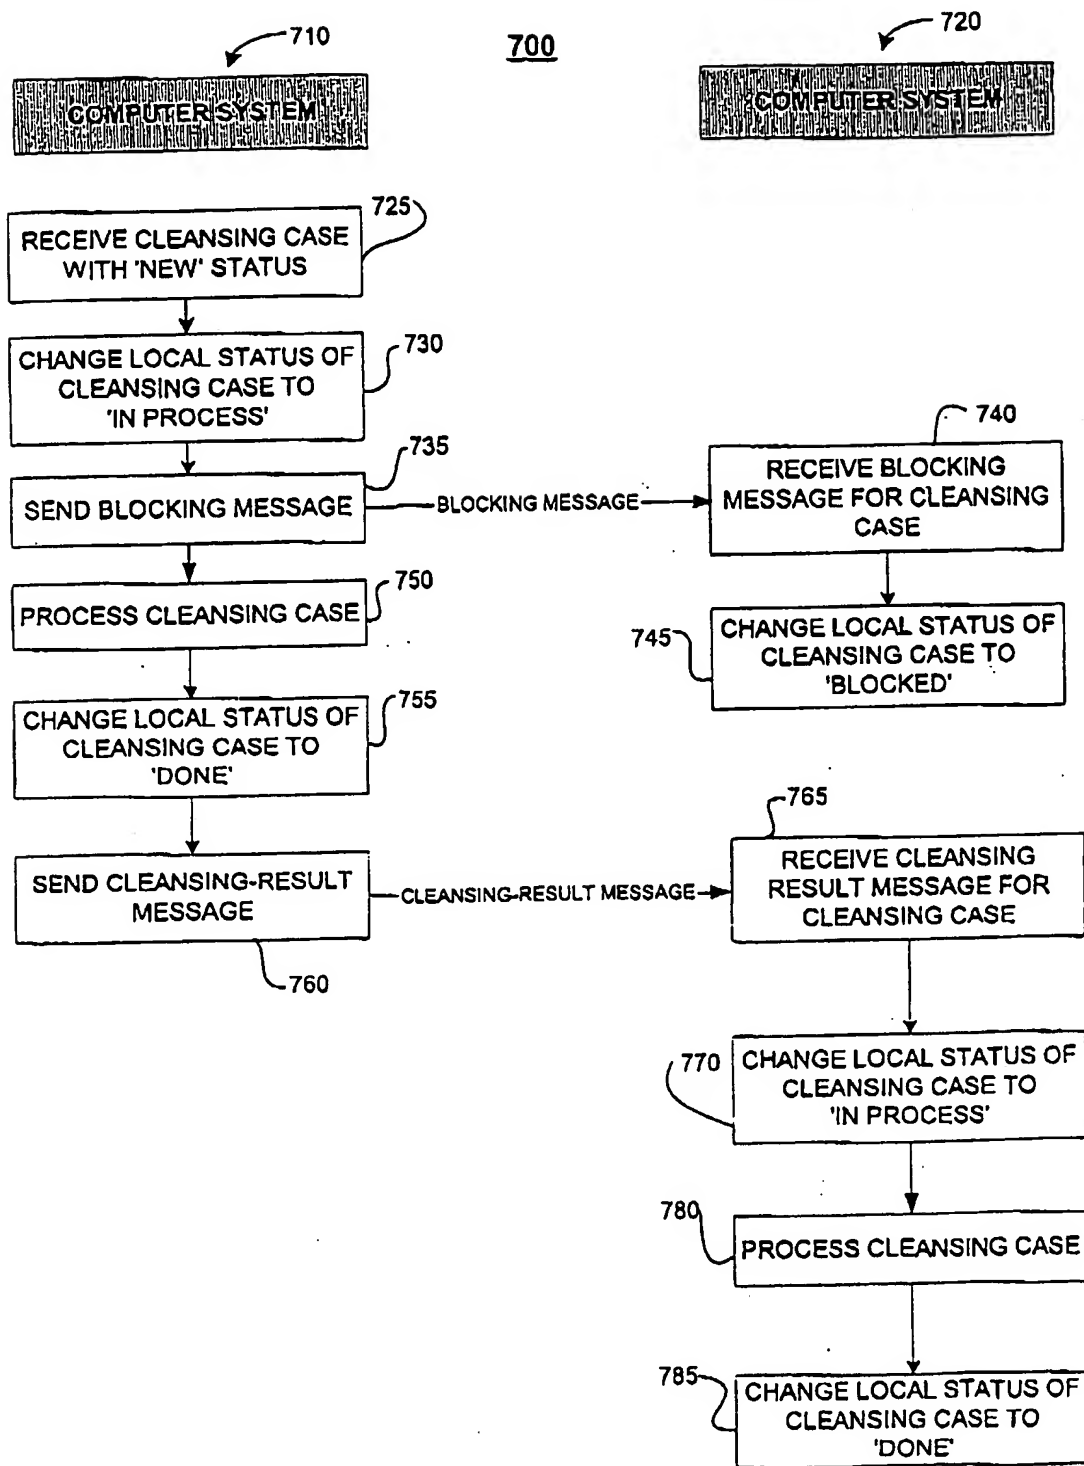 710
700
720
COMPUTER SYSTEM
COMPUTER SYSTEM
725
RECEIVE CLEANSING CASE
WITH 'NEW' STATUS
730
CHANGE LOCAL STATUS OF
CLEANSING CASE TO
'IN PROCESS'
735
SEND BLOCKING MESSAGE
BLOCKING MESSAGE
740
RECEIVE BLOCKING
MESSAGE FOR CLEANSING
CASE
750
PROCESS CLEANSING CASE
745
CHANGE LOCAL STATUS OF
CLEANSING CASE TO
'BLOCKED'
755
CHANGE LOCAL STATUS OF
CLEANSING CASE TO
'DONE'
760
SEND CLEANSING-RESULT
MESSAGE
CLEANSING-RESULT MESSAGE
765
RECEIVE CLEANSING
RESULT MESSAGE FOR
CLEANSING CASE
770
CHANGE LOCAL STATUS OF
CLEANSING CASE TO
'IN PROCESS'
780
PROCESS CLEANSING CASE
785
CHANGE LOCAL STATUS OF
CLEANSING CASE TO
'DONE'